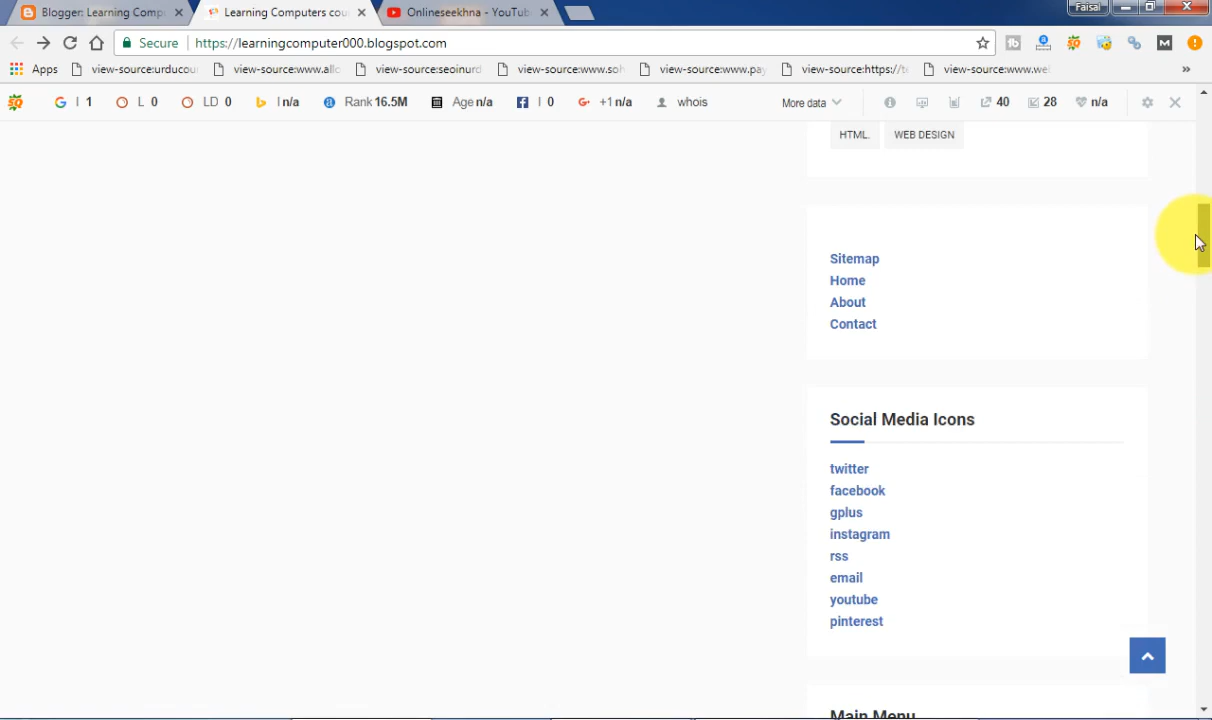 Blogger: Learning Comp
Learning Computers cou
Onlineseekhna - YouTub
Faisal
Secure
https://learningcomputer000.blogspot.com
Apps
view-source:urducou
view-source:www.allc
view-source:seoinurd
view-source:www.soh
view-source:www.pay
view-source:https://te
view-source:www.wel
»
I 1
L 0
LD 0
I n/a
Rank 16.5M
Age n/a
I 0
+1 n/a
whois
More data
40
28
n/a
HTML.
WEB DESIGN
Sitemap
Home
About
Contact
Social Media Icons
twitter
facebook
gplus
instagram
rss
email
youtube
pinterest
Main Menu